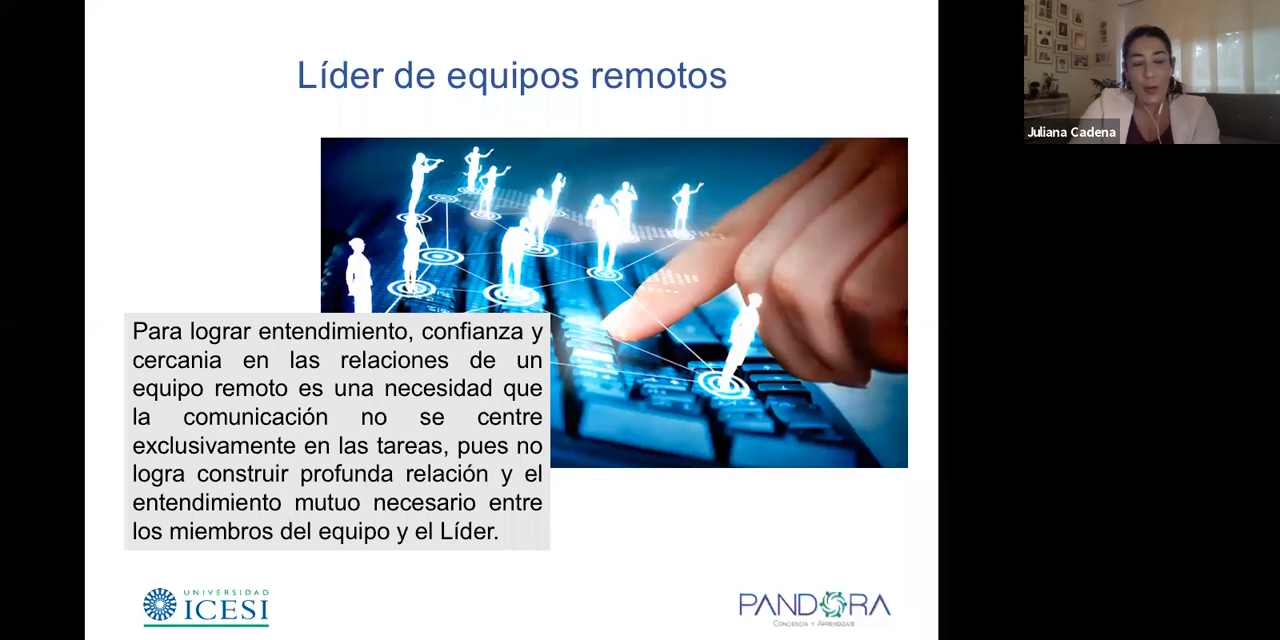 Líder de equipos remotos
Juliana Cadena
Para lograr entendimiento, confianza y
cercania en las relaciones de un
equipo remoto es una necesidad que
la comunicación no se centre
exclusivamente en las tareas, pues no
logra construir profunda relación y el
entendimiento mutuo necesario entre
los miembros del equipo y el Líder.
UNIVERSIDAD
ICESI
PANDORA
CONCIENCIA Y APRENDIZAJE